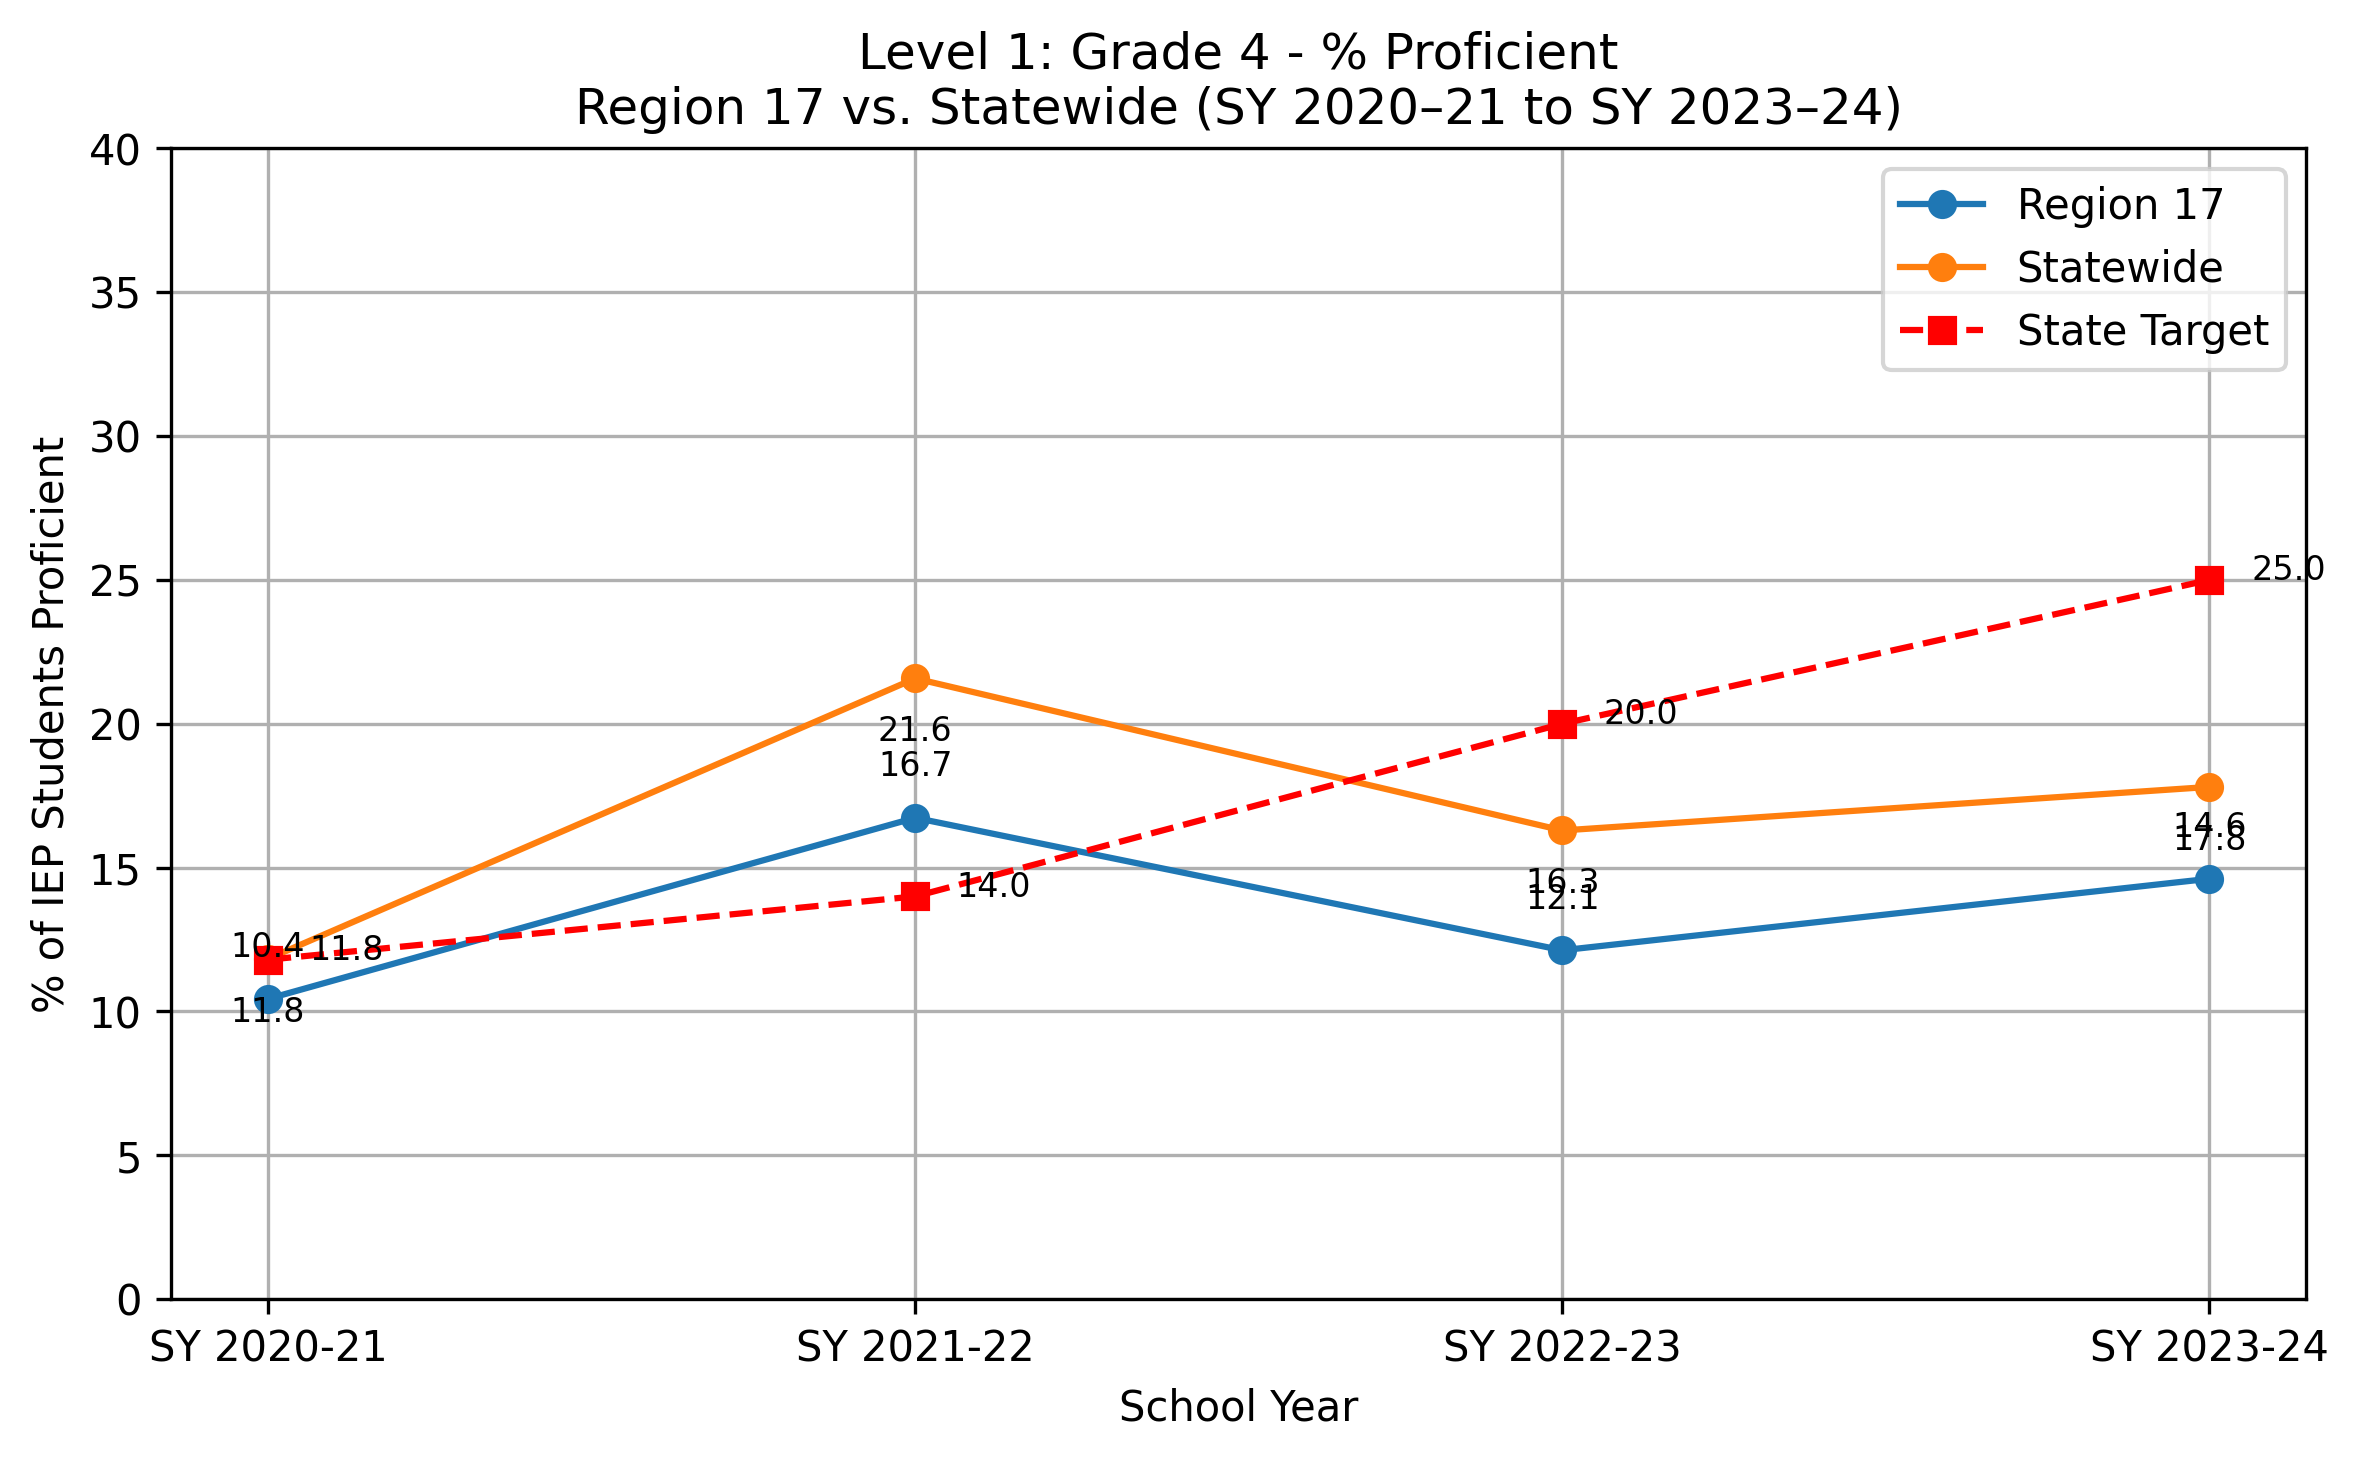 Level 1: Grade 4 - % Proficient
Region 17 vs. Statewide (SY 2020–21 to SY 2023–24)
40
35
30
25
20
15
10
5
0
% of IEP Students Proficient
Region 17
Statewide
State Target
25.0
20.0
21.6
16.7
14.6
17.8
14.0
16.3
12.1
10.4
11.8
11.8
SY 2020-21
SY 2021-22
SY 2022-23
SY 2023-24
School Year